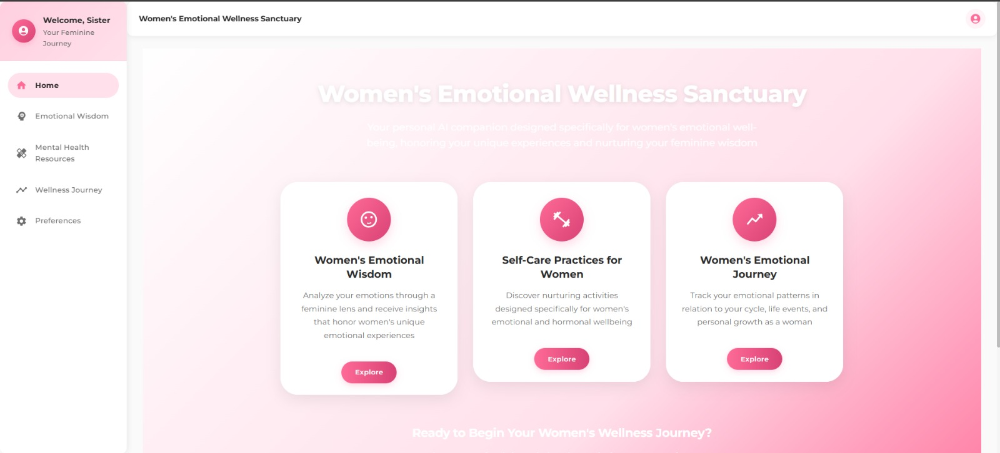 Welcome, Sister
Your Feminine
Journey
Home
Emotional Wisdom
Mental Health
Resources
Wellness Journey
Preferences
Women's Emotional Wellness Sanctuary
Women's Emotional Wellness Sanctuary
Your personal AI companion designed specifically for women's emotional well-
being, honoring your unique experiences and nurturing your feminine wisdom
Women's Emotional
Wisdom
Analyze your emotions through a
feminine lens and receive insights
that honor women's unique
emotional experiences
Explore
Self-Care Practices for
Women
Discover nurturing activities
designed specifically for women's
emotional and hormonal wellbeing
Explore
Women's Emotional
Journey
Track your emotional patterns in
relation to your cycle, life events, and
personal growth as a woman
Explore
Ready to Begin Your Women's Wellness Journey?